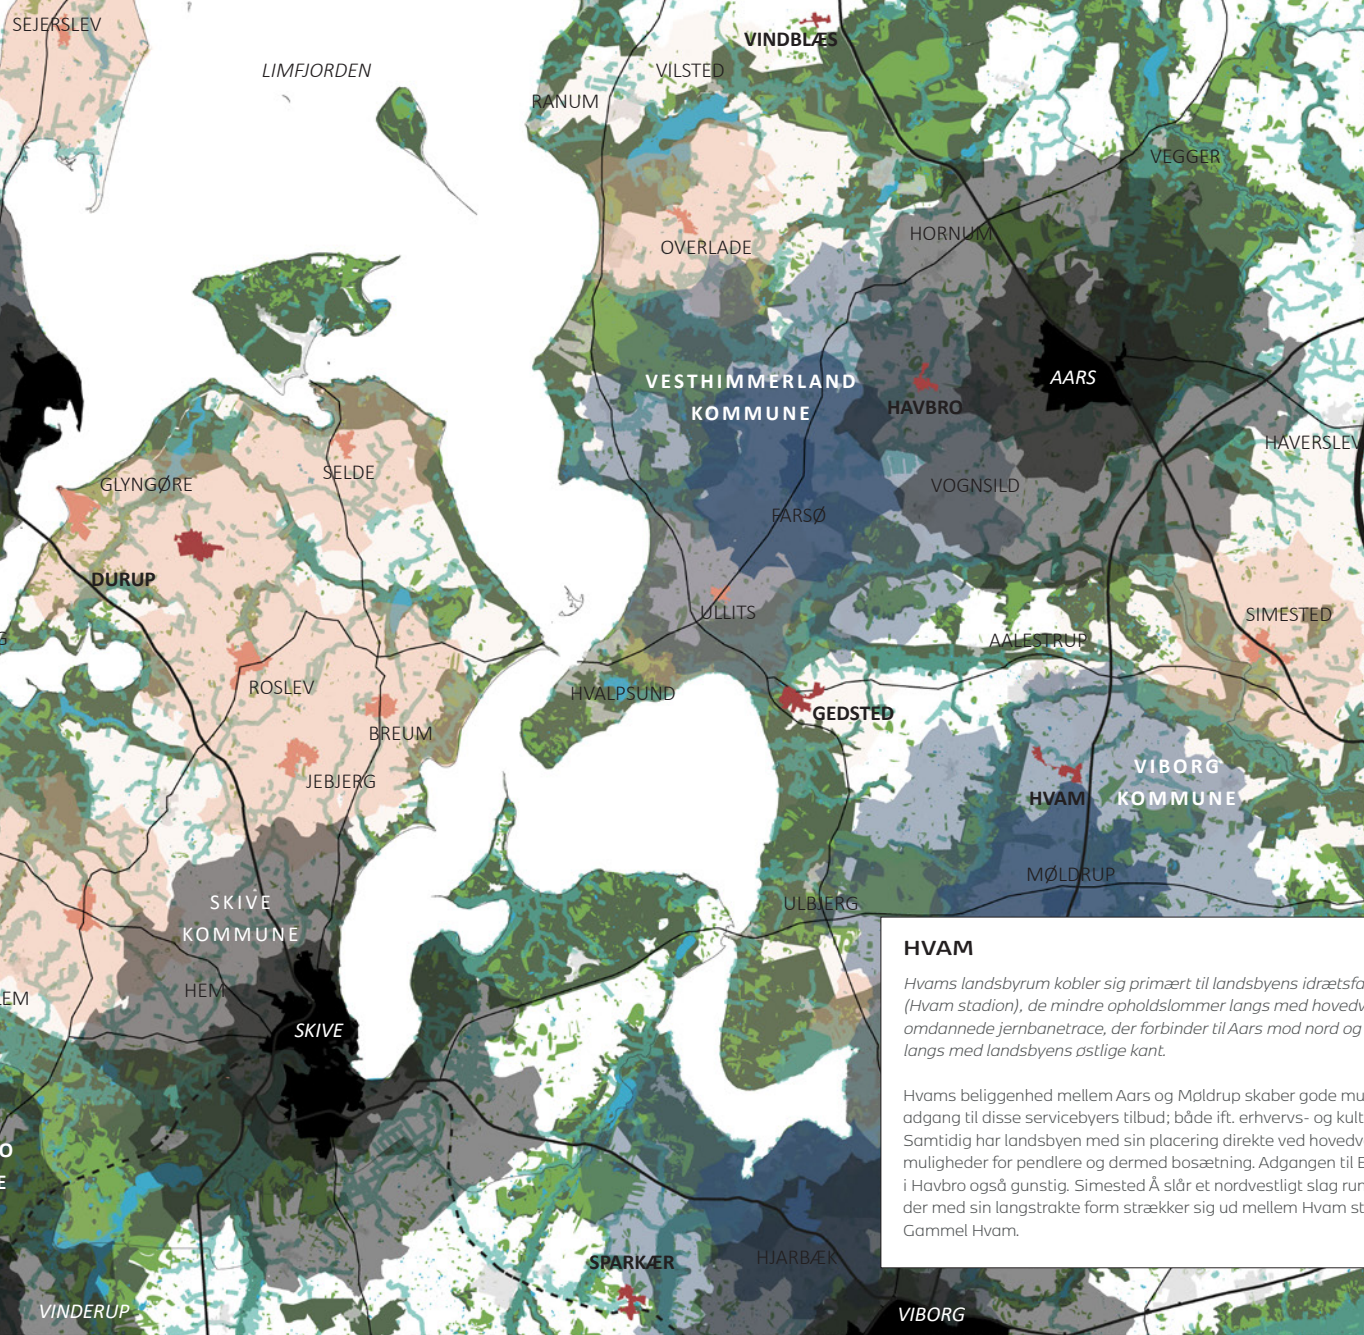 SEJERSLEV
LIMFJORDEN
VINDBLÆS
VILSTED
RANUM
VEGGER
OVERLADE
HORNUM
VESTHIMMERLAND
KOMMUNE
AARS
HAVBRO
HAVERSLEV
SELDE
GLYNGØRE
VOGNSILD
FARSØ
DURUP
ULLITS
SIMESTED
AALESTRUP
ROSLEV
HVALPSUND
GEDSTED
BREUM
JEBJERG
VIBORG
KOMMUNE
HVAM
MØLDRUP
SKIVE
KOMMUNE
ULBJERG
HEM
SKIVE
HVAM
Hvams landsbyrum kobler sig primært til landsbyens idrætsfa
(Hvam stadion), de mindre opholdslommer langs med hovedv
omdannede jernbanetrace, der forbinder til Aars mod nord og
langs med landsbyens østlige kant.
Hvams beliggenhed mellem Aars og Møldrup skaber gode mu
adgang til disse servicebyers tilbud; både ift. erhvervs- og kult
Samtidig har landsbyen med sin placering direkte ved hovedv
muligheder for pendlere og dermed bosætning. Adgangen til E
i Havbro også gunstig. Simested Å slår et nordvestligt slag run
der med sin langstrakte form strækker sig ud mellem Hvam st
Gammel Hvam.
SPARKÆR
HJARBÆK
VINDERUP
VIBORG